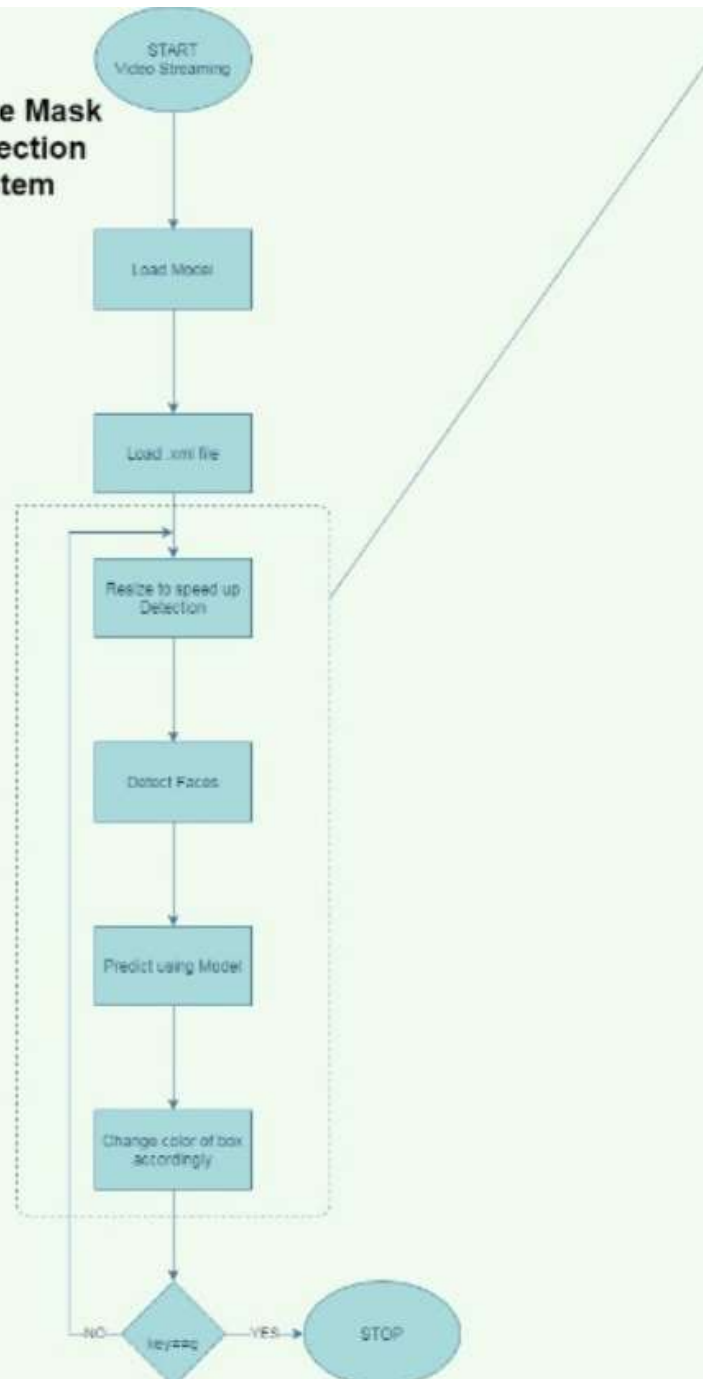 START
Video Streaming
e Mask
ection
tem
Load Model
Load .xml file
Resize to speed up
Detection
Detect Faces
Predict using Model
Change color of box
accordingly
NO
key==q
YES
STOP